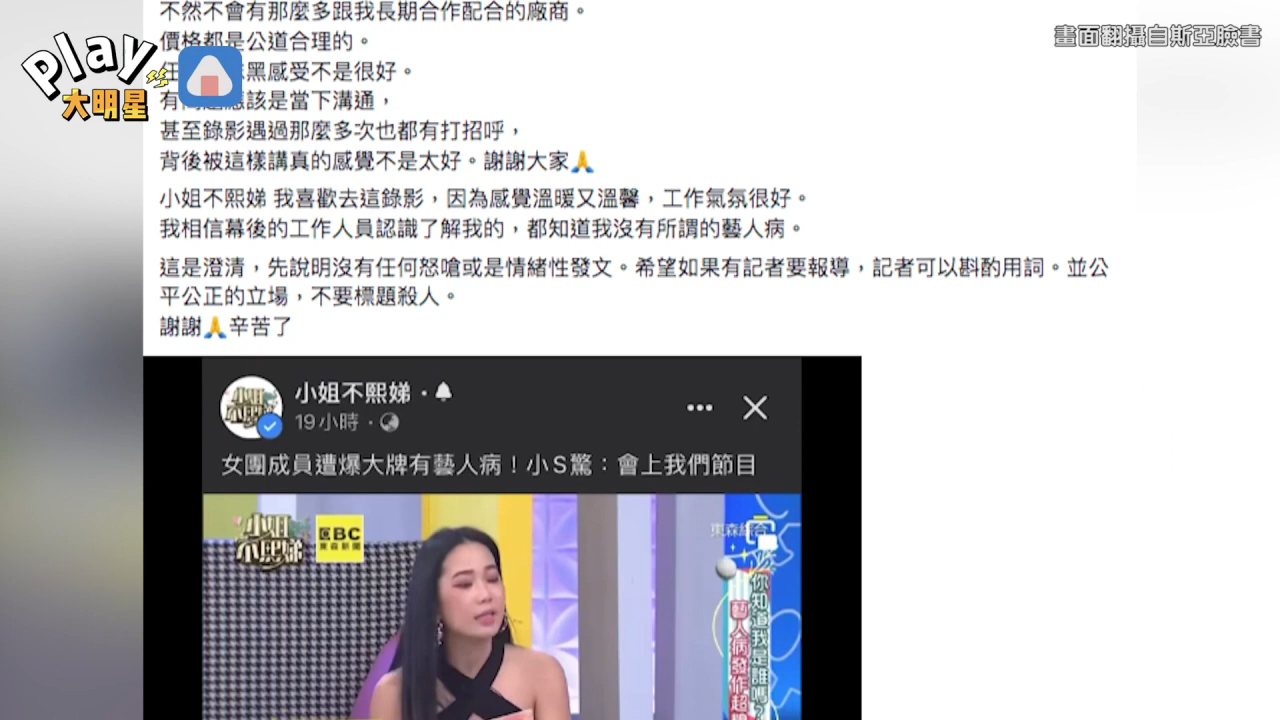 不然不會有那麼多跟我長期合作配合的廠商。
價格都是公道合理的。
黑感受不是很好。
應該是當下溝通，
甚至錄影遇過那麼多次也都有打招呼，
背後被這樣講真的感覺不是太好。謝謝大家🙏
小姐不熙娣 我喜歡去這錄影，因為感覺溫暖又溫馨，工作氣氛很好。
我相信幕後的工作人員認識了解我的，都知道我沒有所謂的藝人病。
這是澄清，先說明沒有任何怒嗆或是情緒性發文。希望如果有記者要報導，記者可以斟酌用詞。並公
平公正的立場，不要標題殺人。
謝謝🙏辛苦了
Play
大明星
畫面翻攝自斯亞臉書
小姐不熙娣
19小時
女團成員遭爆大牌有藝人病！小S驚：會上我們節目
小姐
不熙娣
EBC
東森新聞
東森綜合
你知道我是誰嗎？
藝人病發作超